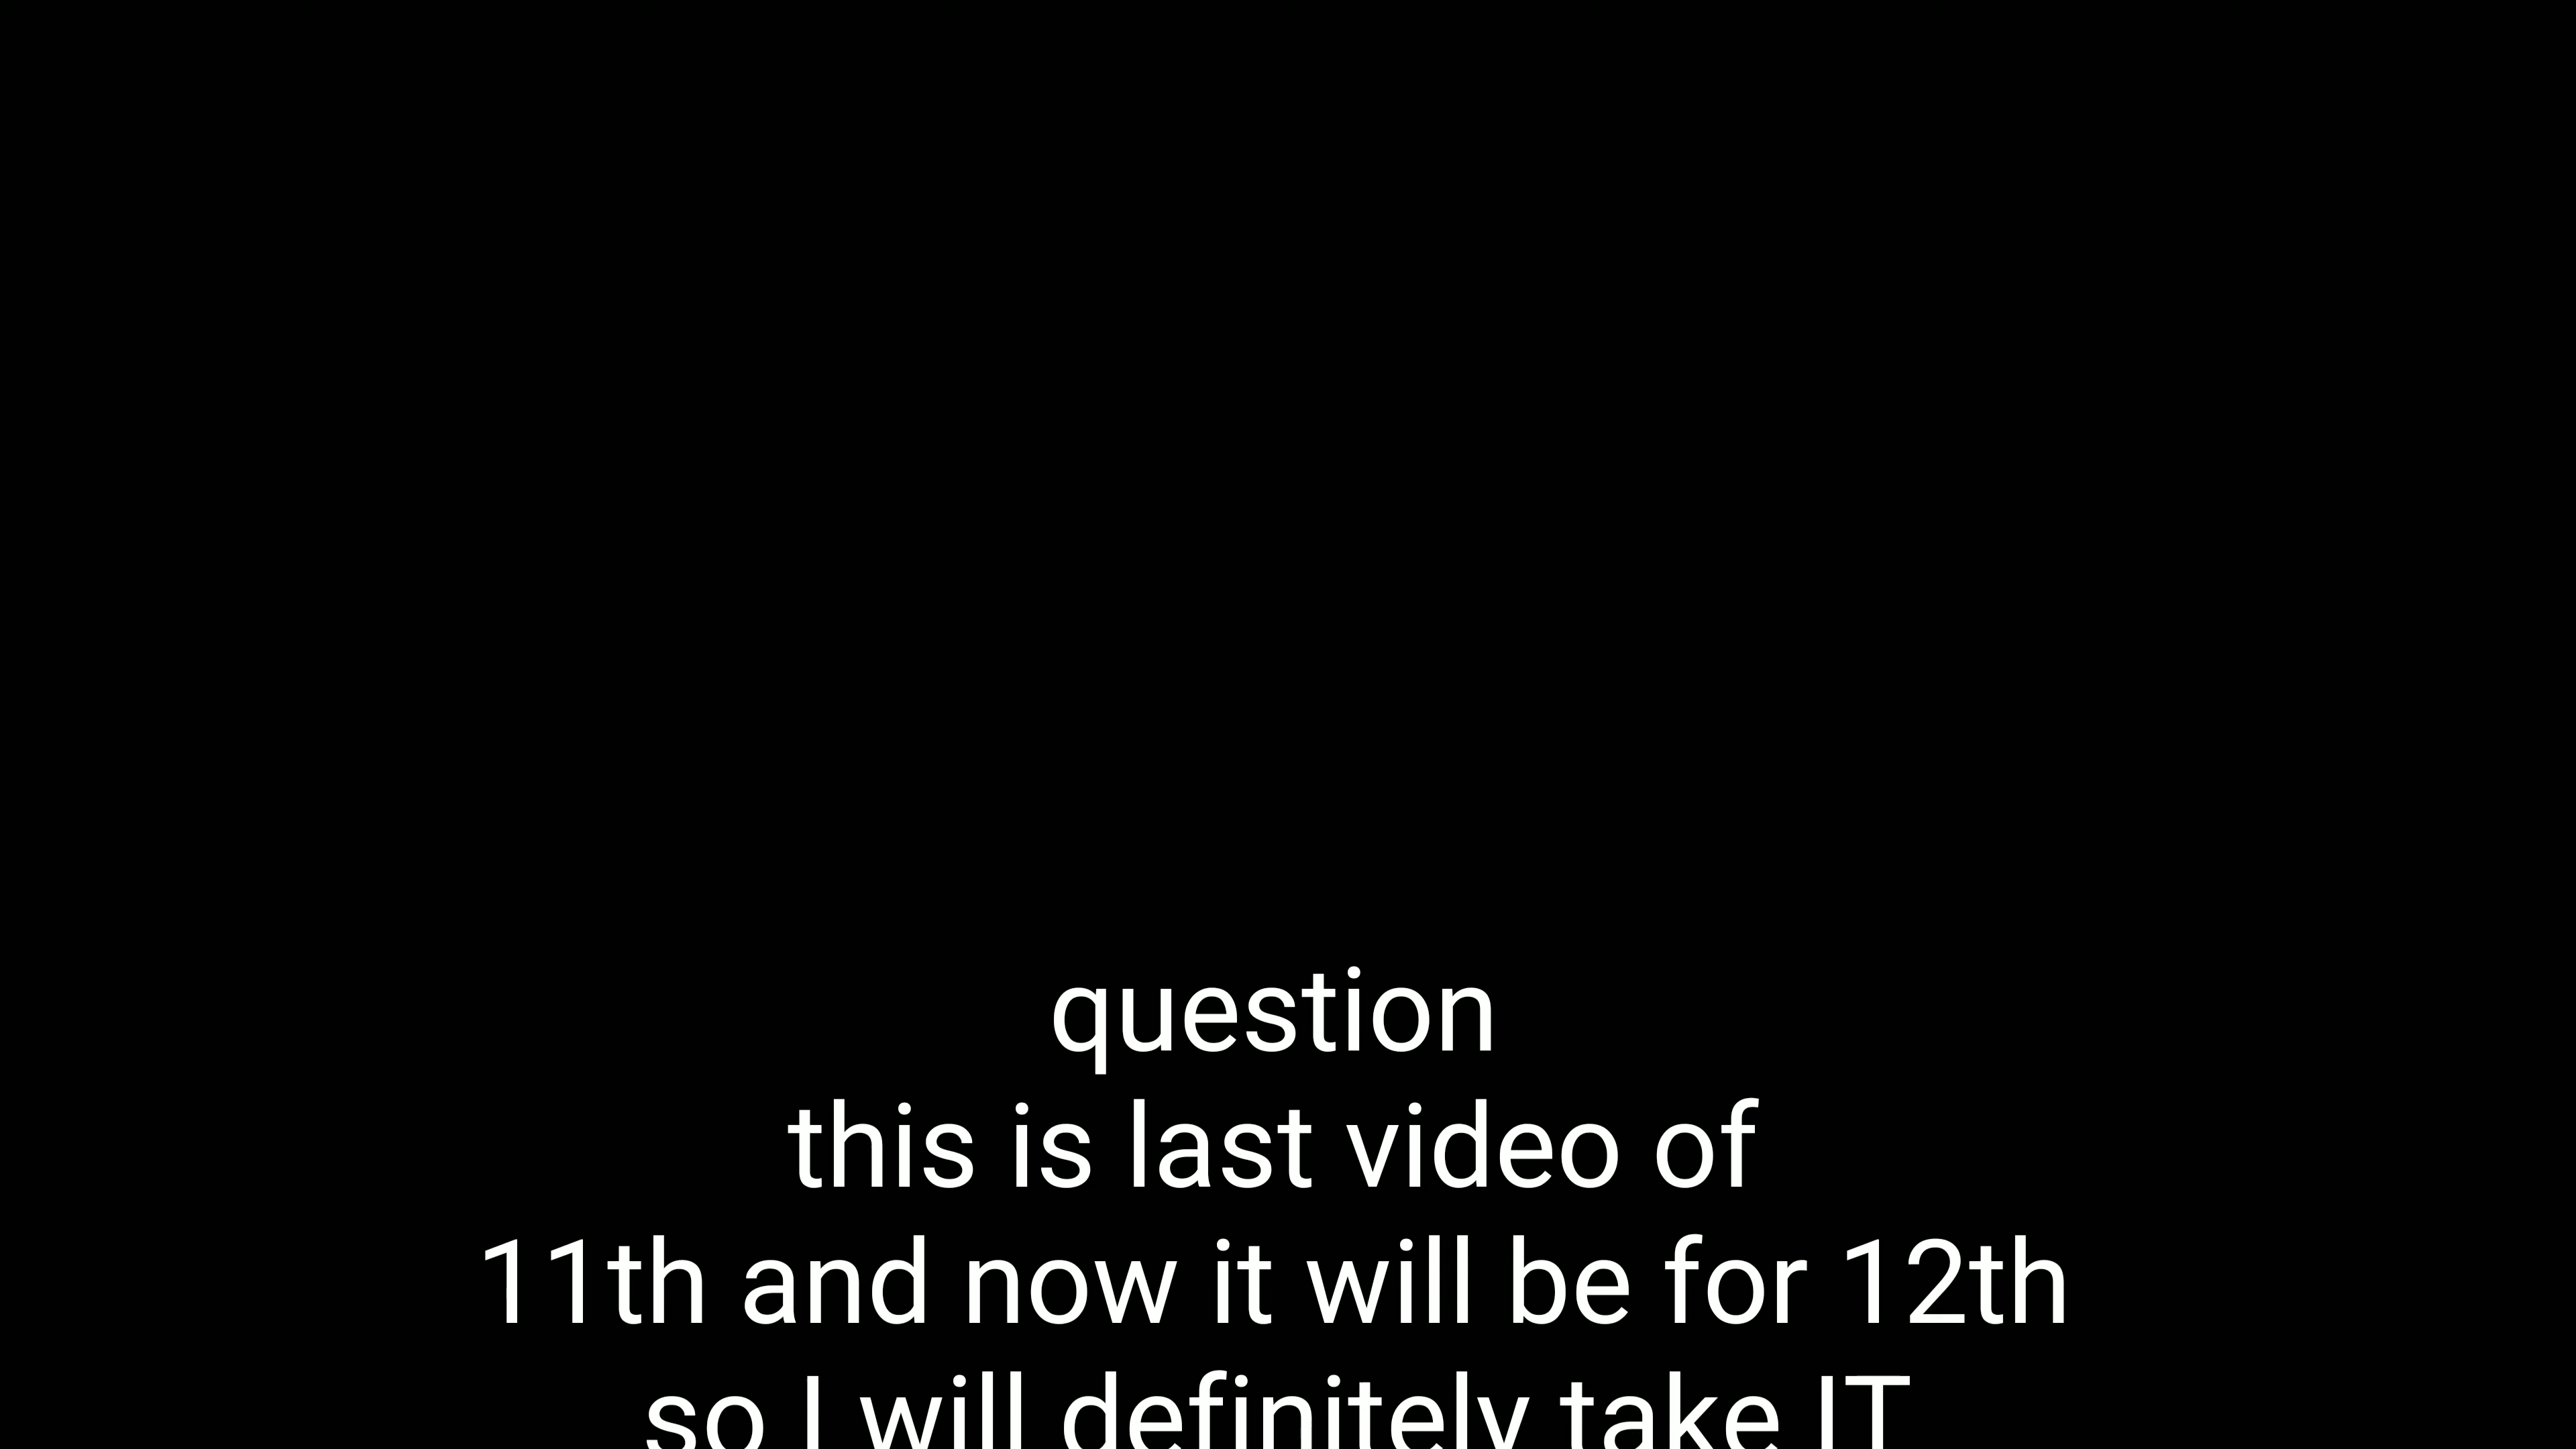 question
this is last video of
11th and now it will be for 12th
so I will definitely take IT